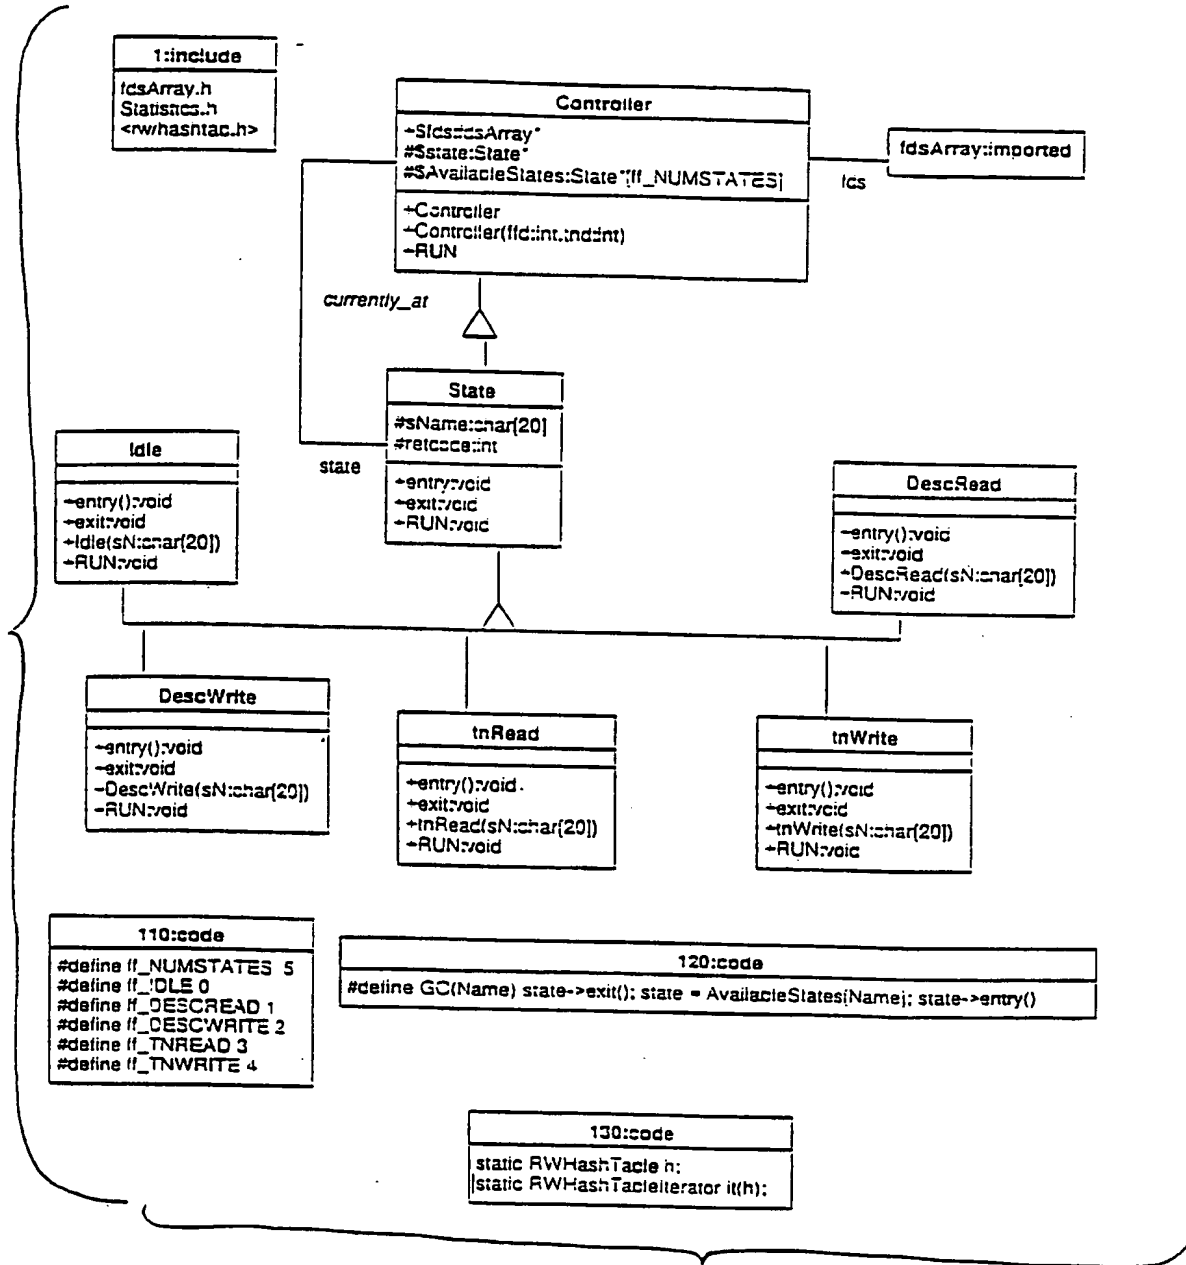 1:include
fdsArray.h
Statistics.h
<rw/hashtab.h>
Controller
+$fds:fdsArray*
#$state:State*
#$AvailableStates:State*[ff_NUMSTATES]
+Controller
+Controller(ffd:int,tnd:int)
+RUN
fdsArray:imported
fds
currently_at
State
#sName:char[20]
#retcode:int
+entry:void
+exit:void
+RUN:void
state
Idle
+entry():void
+exit:void
+Idle(sN:char[20])
+RUN:void
DescRead
+entry():void
+exit:void
+DescRead(sN:char[20])
+RUN:void
DescWrite
+entry():void
+exit:void
+DescWrite(sN:char[20])
+RUN:void
tnRead
+entry():void
+exit:void
+tnRead(sN:char[20])
+RUN:void
tnWrite
+entry():void
+exit:void
+tnWrite(sN:char[20])
+RUN:void
110:code
#define ff_NUMSTATES 5
#define ff_IDLE 0
#define ff_DESCREAD 1
#define ff_DESCWRITE 2
#define ff_TNREAD 3
#define ff_TNWRITE 4
120:code
#define GC(Name) state->exit(); state = AvailableStates[Name]; state->entry()
130:code
static RWHashTable h;
static RWHashTableIterator it(h);